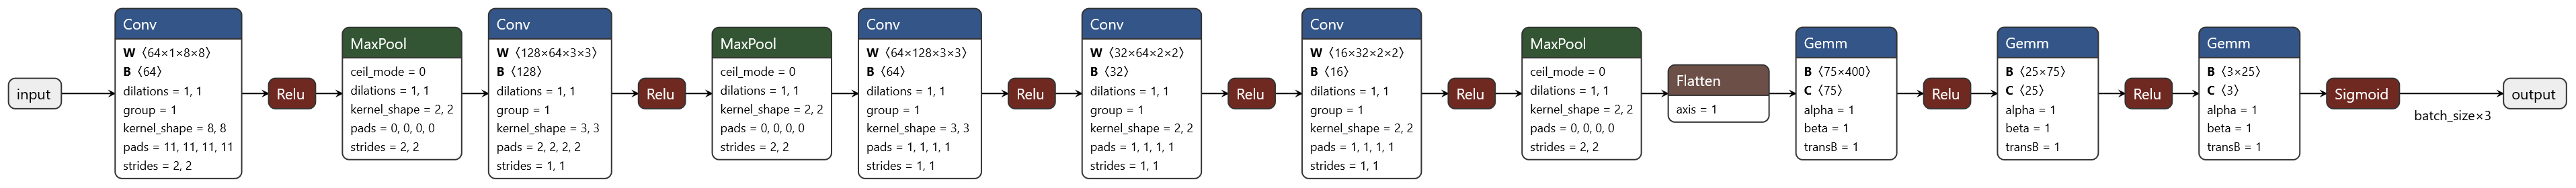 input
Conv
W ⟨64×1×8×8⟩
B ⟨64⟩
dilations = 1, 1
group = 1
kernel_shape = 8, 8
pads = 11, 11, 11, 11
strides = 2, 2
Relu
MaxPool
ceil_mode = 0
dilations = 1, 1
kernel_shape = 2, 2
pads = 0, 0, 0, 0
strides = 2, 2
Conv
W ⟨128×64×3×3⟩
B ⟨128⟩
dilations = 1, 1
group = 1
kernel_shape = 3, 3
pads = 2, 2, 2, 2
strides = 1, 1
Relu
MaxPool
ceil_mode = 0
dilations = 1, 1
kernel_shape = 2, 2
pads = 0, 0, 0, 0
strides = 2, 2
Conv
W ⟨64×128×3×3⟩
B ⟨64⟩
dilations = 1, 1
group = 1
kernel_shape = 3, 3
pads = 1, 1, 1, 1
strides = 1, 1
Relu
Conv
W ⟨32×64×2×2⟩
B ⟨32⟩
dilations = 1, 1
group = 1
kernel_shape = 2, 2
pads = 1, 1, 1, 1
strides = 1, 1
Relu
Conv
W ⟨16×32×2×2⟩
B ⟨16⟩
dilations = 1, 1
group = 1
kernel_shape = 2, 2
pads = 1, 1, 1, 1
strides = 1, 1
Relu
MaxPool
ceil_mode = 0
dilations = 1, 1
kernel_shape = 2, 2
pads = 0, 0, 0, 0
strides = 2, 2
Flatten
axis = 1
Gemm
B ⟨75×400⟩
C ⟨75⟩
alpha = 1
beta = 1
transB = 1
Relu
Gemm
B ⟨25×75⟩
C ⟨25⟩
alpha = 1
beta = 1
transB = 1
Relu
Gemm
B ⟨3×25⟩
C ⟨3⟩
alpha = 1
beta = 1
transB = 1
Sigmoid
batch_size×3
output